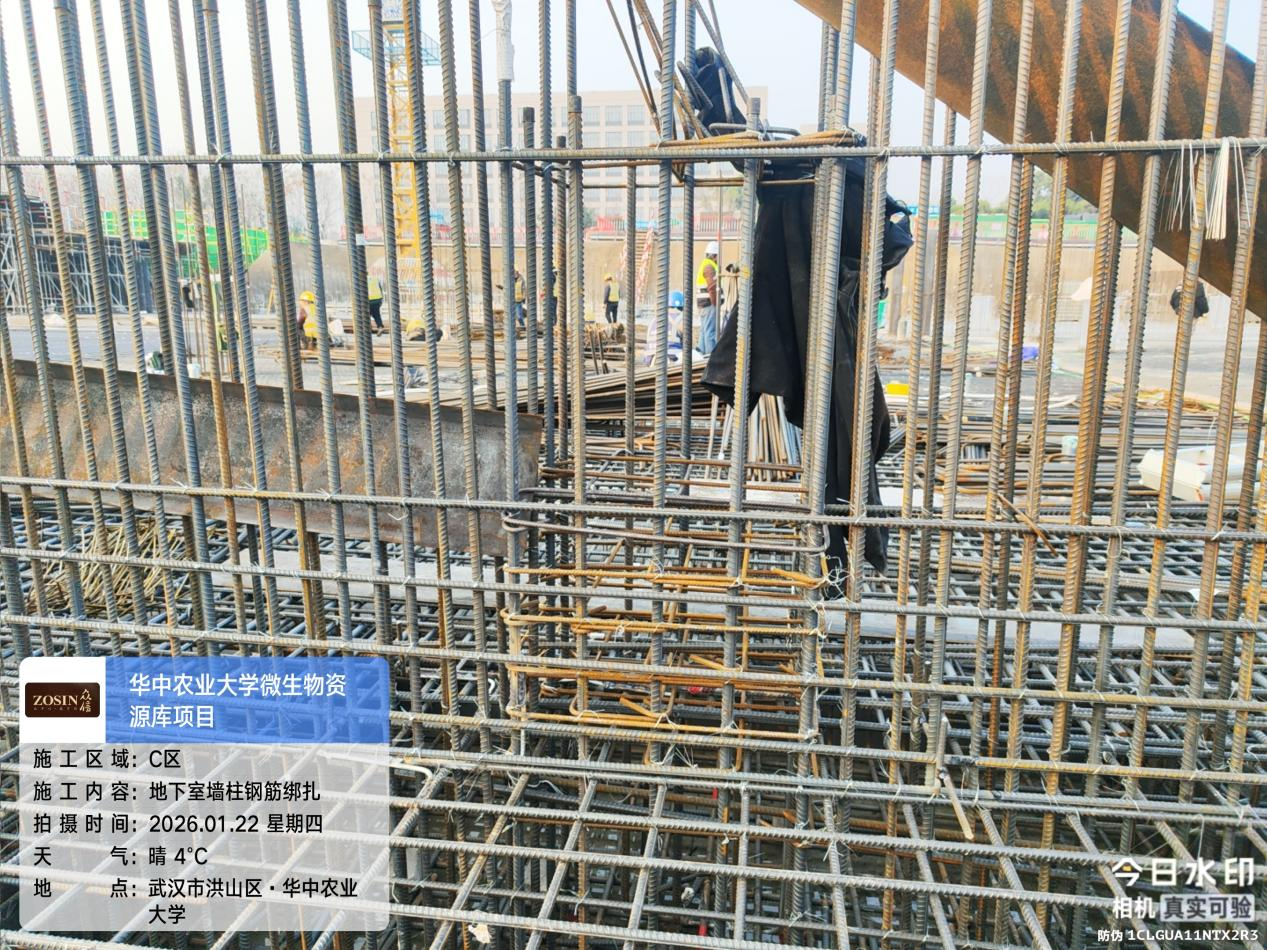 ZOSIN 众信
华中农业大学微生物资
源库项目
施工区域：C区
施工内容：地下室墙柱钢筋绑扎
拍摄时间：2026.01.22 星期四
天气：晴 4℃
地点：武汉市洪山区·华中农业
大学
今日水印
相机 真实可验
防伪 1CLGUA11NTX2R3